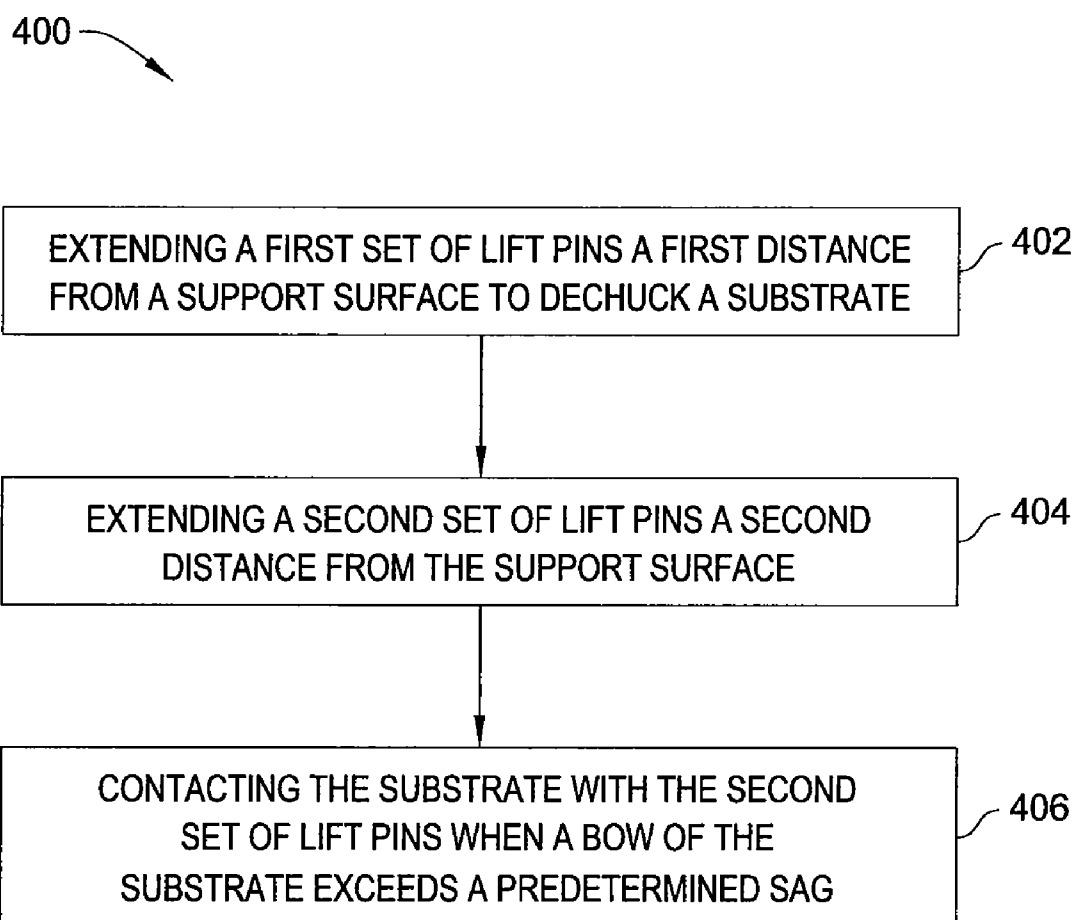 400
EXTENDING A FIRST SET OF LIFT PINS A FIRST DISTANCE
FROM A SUPPORT SURFACE TO DECHUCK A SUBSTRATE
402
EXTENDING A SECOND SET OF LIFT PINS A SECOND
DISTANCE FROM THE SUPPORT SURFACE
404
CONTACTING THE SUBSTRATE WITH THE SECOND
SET OF LIFT PINS WHEN A BOW OF THE
SUBSTRATE EXCEEDS A PREDETERMINED SAG
406